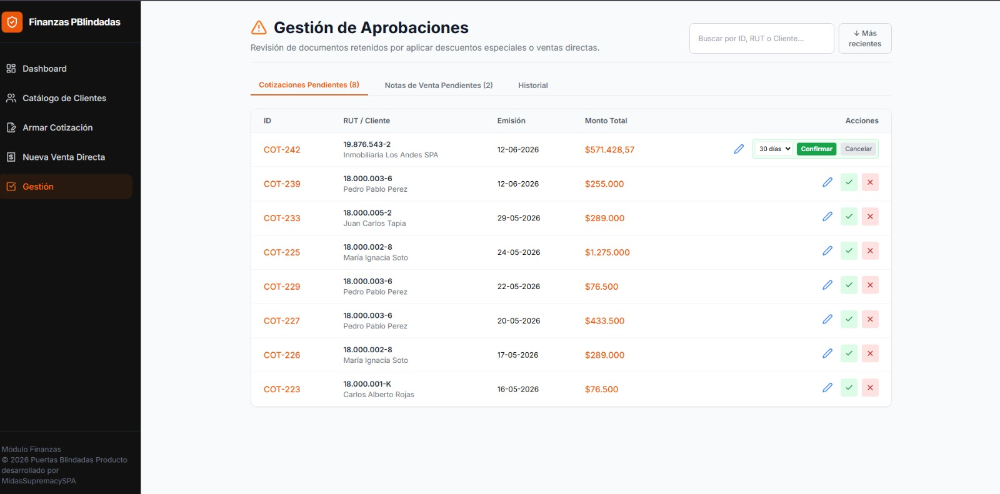 Finanzas PBlindadas
Dashboard
Catálogo de Clientes
Armar Cotización
Nueva Venta Directa
Gestión
Módulo Finanzas
© 2026 Puertas Blindadas Producto
desarrollado por
MidasSupremacySPA
Gestión de Aprobaciones
Revisión de documentos retenidos por aplicar descuentos especiales o ventas directas.
Buscar por ID, RUT o Cliente...
↓ Más
recientes
Cotizaciones Pendientes (8) Notas de Venta Pendientes (2) Historial
ID RUT / Cliente Emisión Monto Total Acciones
COT-242 19.876.543-2 12-06-2026 $571.428,57 30 días Confirmar Cancelar
Inmobiliaria Los Andes SPA
COT-239 18.000.003-6 12-06-2026 $255.000
Pedro Pablo Perez
COT-233 18.000.005-2 29-05-2026 $289.000
Juan Carlos Tapia
COT-225 18.000.002-8 24-05-2026 $1.275.000
María Ignacia Soto
COT-229 18.000.003-6 22-05-2026 $76.500
Pedro Pablo Perez
COT-227 18.000.003-6 20-05-2026 $433.500
Pedro Pablo Perez
COT-226 18.000.002-8 17-05-2026 $289.000
María Ignacia Soto
COT-223 18.000.001-K 16-05-2026 $76.500
Carlos Alberto Rojas